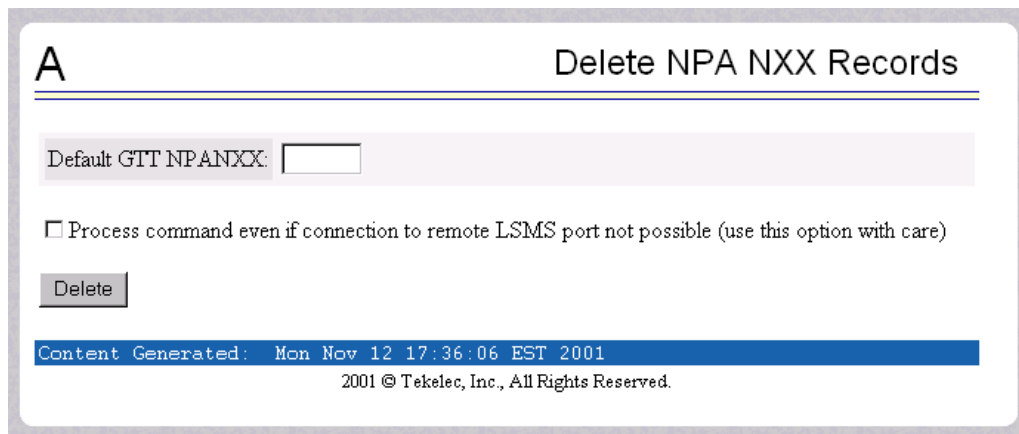 A
Delete NPA NXX Records
Default GTT NPANXX:
Process command even if connection to remote LSMS port not possible (use this option with care)
Delete
Content Generated: Mon Nov 12 17:36:06 EST 2001
2001 © Tekelec, Inc., All Rights Reserved.